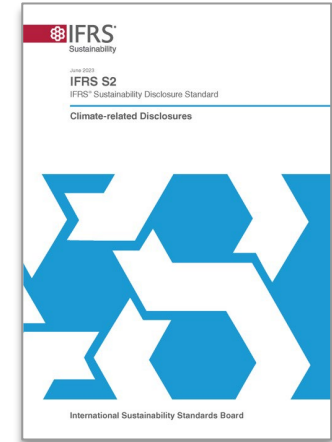 IFRS®
Sustainability
June 2023
IFRS S2
IFRS® Sustainability Disclosure Standard
Climate-related Disclosures
International Sustainability Standards Board